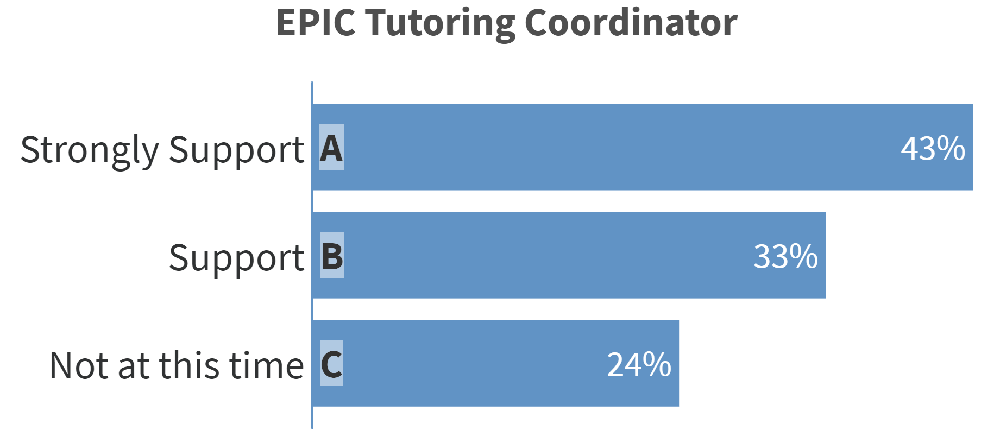 EPIC Tutoring Coordinator
Strongly Support A 43%
Support B 33%
Not at this time C 24%